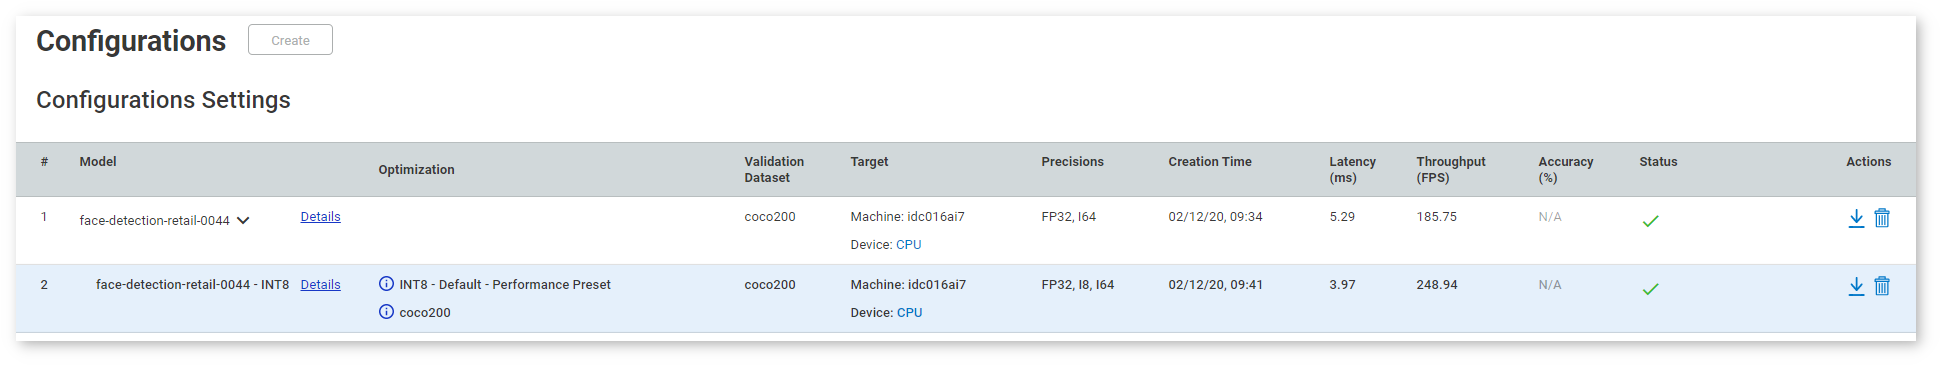 Configurations Create
Configurations Settings
# Model Optimization Validation Dataset Target Precisions Creation Time Latency (ms) Throughput (FPS) Accuracy (%) Status Actions
1 face-detection-retail-0044 Details coco200 Machine: idc016ai7 FP32, I64 02/12/20, 09:34 5.29 185.75 N/A
Device: CPU
2 face-detection-retail-0044 - INT8 Details INT8 - Default - Performance Preset coco200 Machine: idc016ai7 FP32, I8, I64 02/12/20, 09:41 3.97 248.94 N/A
coco200 Device: CPU